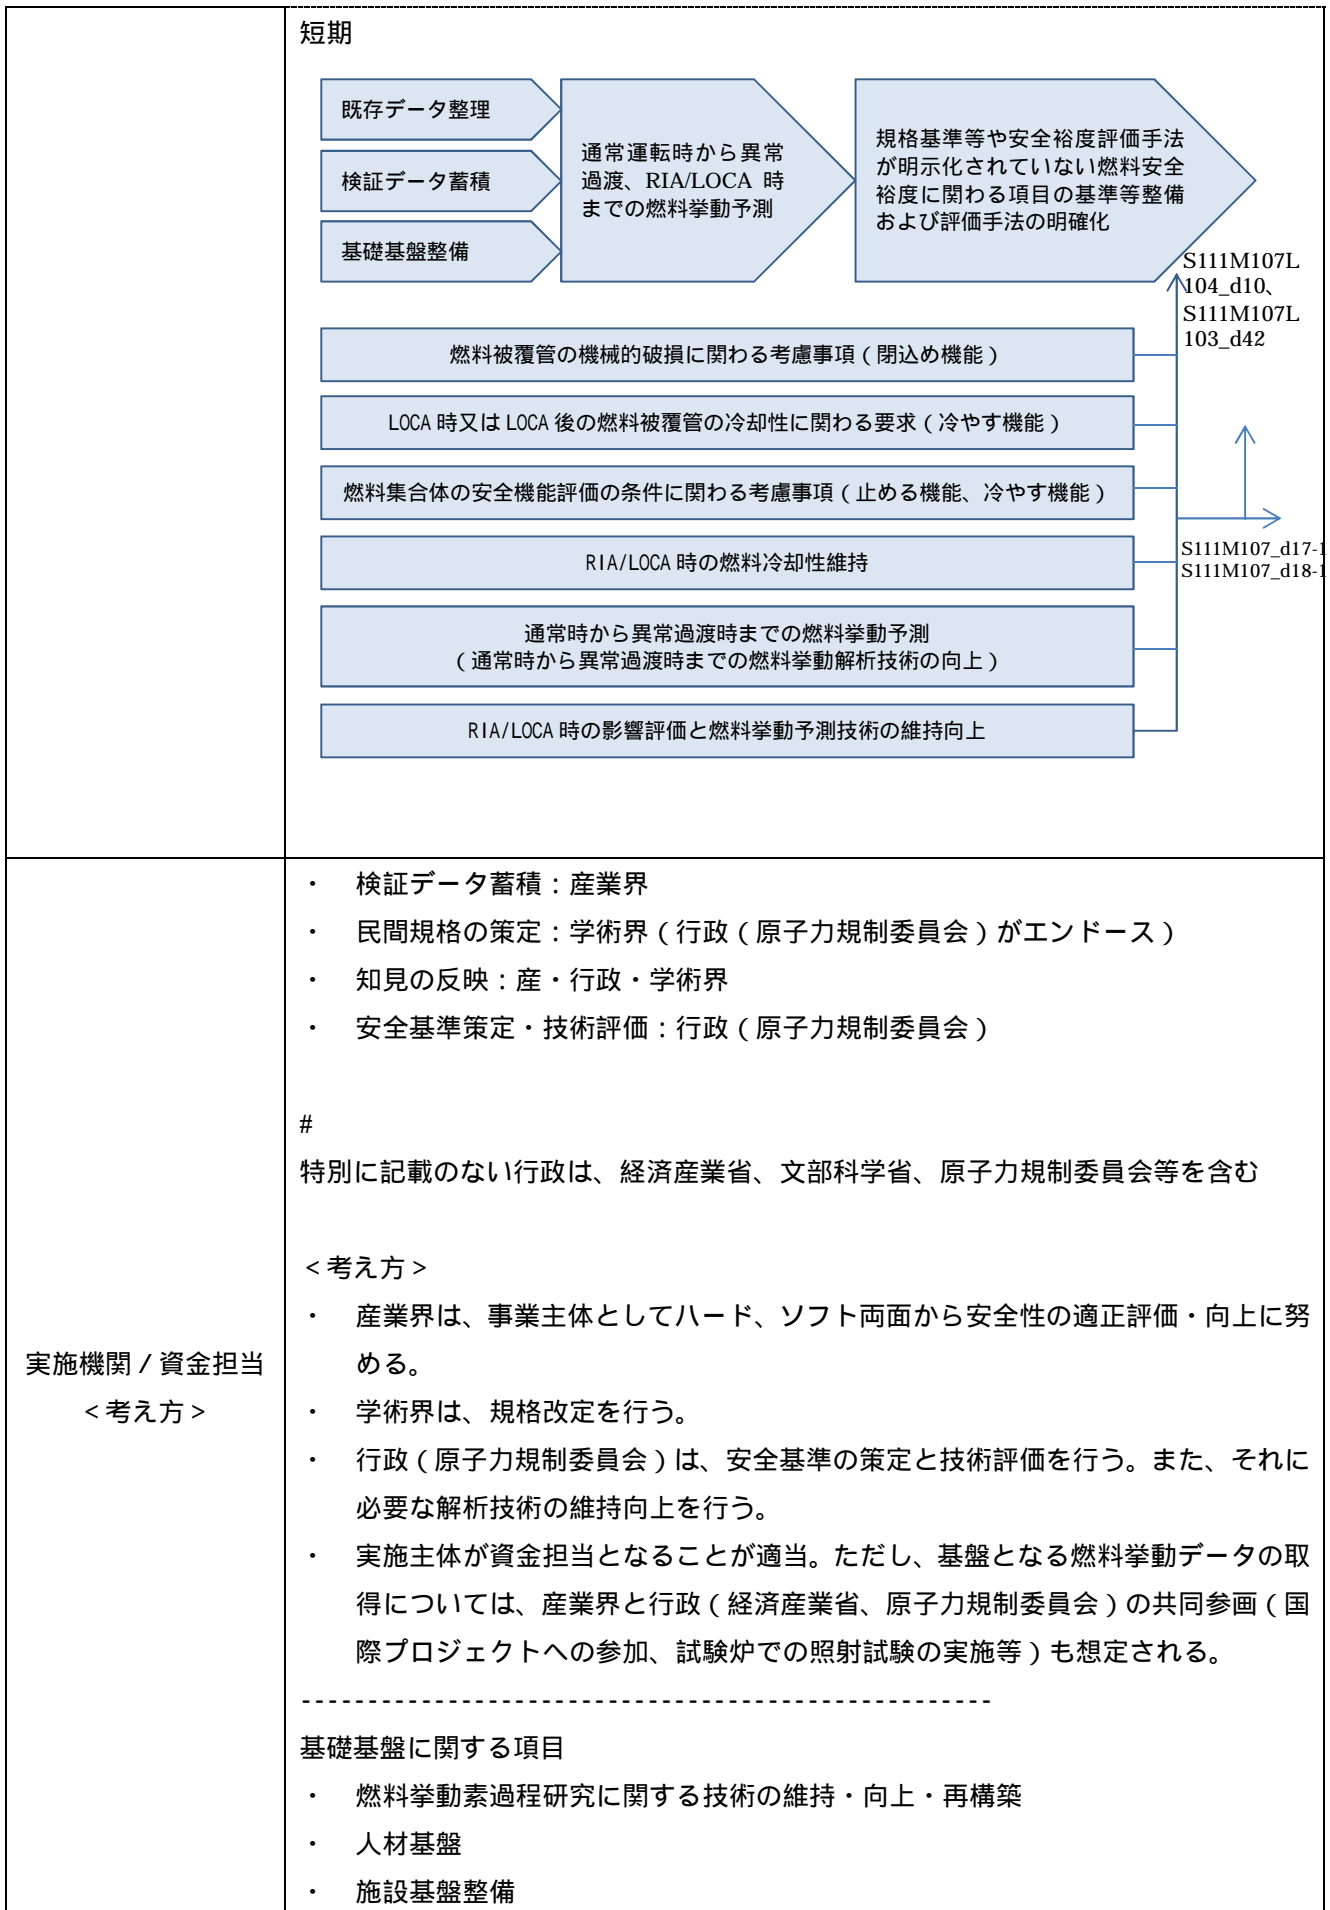 短期
既存データ整理
検証データ蓄積
基礎基盤整備
通常運転時から異常
過渡、RIA/LOCA 時
までの燃料挙動予測
規格基準等や安全裕度評価手法
が明示化されていない燃料安全
裕度に関わる項目の基準等整備
および評価手法の明確化
S111M107L
104_d10、
S111M107L
103_d42
燃料被覆管の機械的破損に関わる考慮事項（閉込め機能）
LOCA 時又は LOCA 後の燃料被覆管の冷却性に関わる要求（冷やす機能）
燃料集合体の安全機能評価の条件に関わる考慮事項（止める機能、冷やす機能）
S111M107_d17-1
S111M107_d18-1
RIA/LOCA 時の燃料冷却性維持
通常時から異常過渡時までの燃料挙動予測
（通常時から異常過渡時までの燃料挙動解析技術の向上）
RIA/LOCA 時の影響評価と燃料挙動予測技術の維持向上
実施機関／資金担当
＜考え方＞
・ 検証データ蓄積：産業界
・ 民間規格の策定：学術界（行政（原子力規制委員会）がエンドース）
・ 知見の反映：産・行政・学術界
・ 安全基準策定・技術評価：行政（原子力規制委員会）
#
特別に記載のない行政は、経済産業省、文部科学省、原子力規制委員会等を含む
＜考え方＞
・ 産業界は、事業主体としてハード、ソフト両面から安全性の適正評価・向上に努
める。
・ 学術界は、規格改定を行う。
・ 行政（原子力規制委員会）は、安全基準の策定と技術評価を行う。また、それに
必要な解析技術の維持向上を行う。
・ 実施主体が資金担当となることが適当。ただし、基盤となる燃料挙動データの取
得については、産業界と行政（経済産業省、原子力規制委員会）の共同参画（国
際プロジェクトへの参加、試験炉での照射試験の実施等）も想定される。
----------------------------------------------------
基礎基盤に関する項目
・ 燃料挙動素過程研究に関する技術の維持・向上・再構築
・ 人材基盤
・ 施設基盤整備